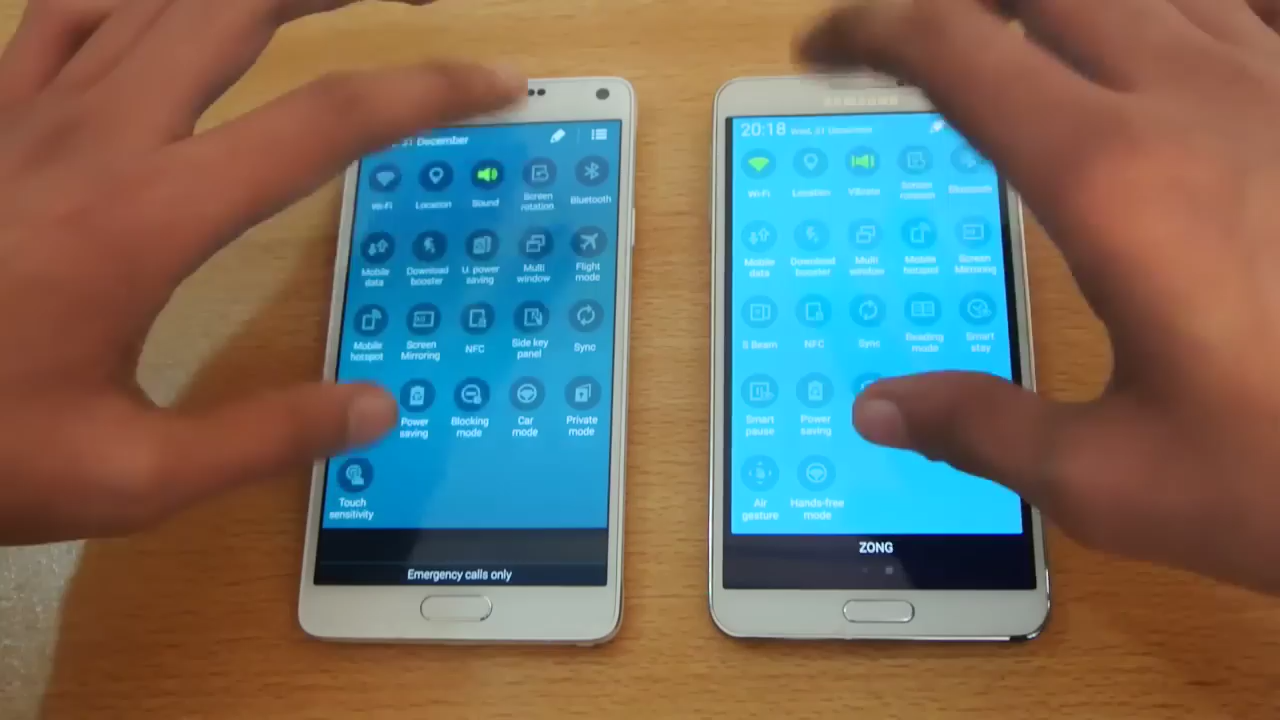 31 December
Wi-Fi
Location
Sound
Screen rotation
Bluetooth
Mobile data
Download booster
U. power saving
Multi window
Flight mode
Mobile hotspot
Screen Mirroring
NFC
Side key panel
Sync
Power saving
Blocking mode
Car mode
Private mode
Touch sensitivity
Emergency calls only
SAMSUNG
20:18 Wed, 31 December
Wi-Fi
Location
Vibrate
Screen rotation
Bluetooth
Mobile data
Download booster
Multi window
Mobile hotspot
Screen Mirroring
S Beam
NFC
Sync
Reading mode
Smart stay
Smart pause
Power saving
Air gesture
Hands-free mode
ZONG